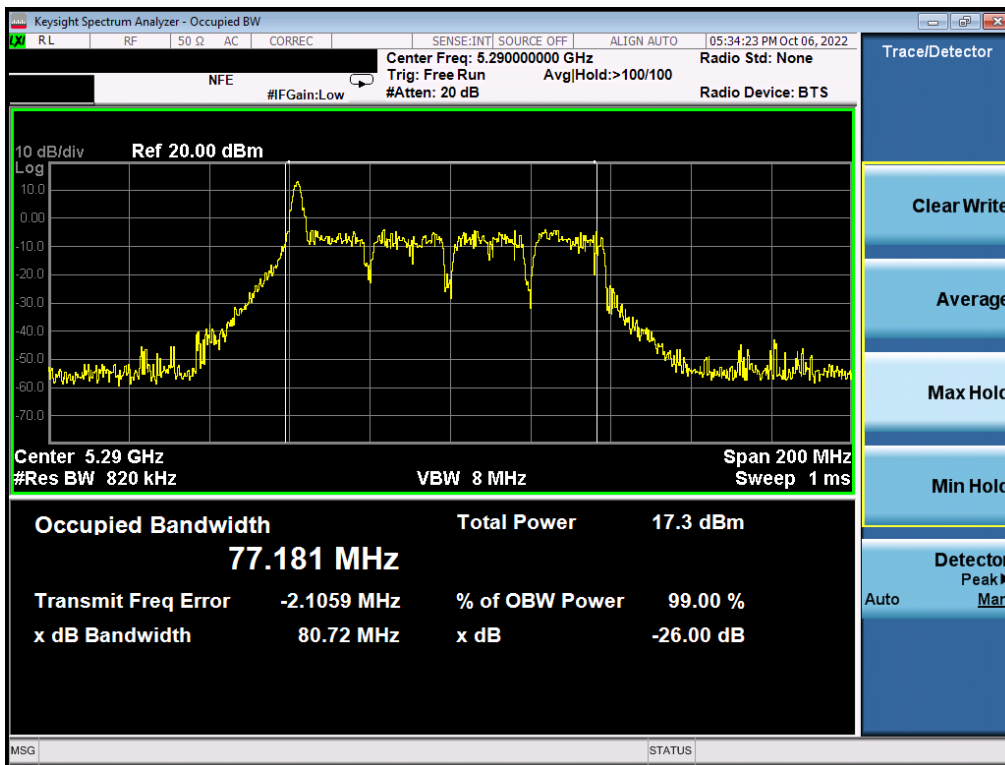 Keysight Spectrum Analyzer - Occupied BW
LXI RL RF 50 Ω AC CORREC SENSE:INT SOURCE OFF ALIGN AUTO 05:34:23 PM Oct 06, 2022
Center Freq: 5.290000000 GHz Radio Std: None
NFE Trig: Free Run Avg|Hold:>100/100
#IFGain:Low #Atten: 20 dB Radio Device: BTS
Trace/Detector
10 dB/div Ref 20.00 dBm
Log
10.0
0.00
-10.0
-20.0
-30.0
-40.0
-50.0
-60.0
-70.0
Center 5.29 GHz Span 200 MHz
#Res BW 820 kHz VBW 8 MHz Sweep 1 ms
Occupied Bandwidth Total Power 17.3 dBm
77.181 MHz
Transmit Freq Error -2.1059 MHz % of OBW Power 99.00 %
x dB Bandwidth 80.72 MHz x dB -26.00 dB
Clear Write
Average
Max Hold
Min Hold
Detector
Peak
Auto Man
MSG STATUS